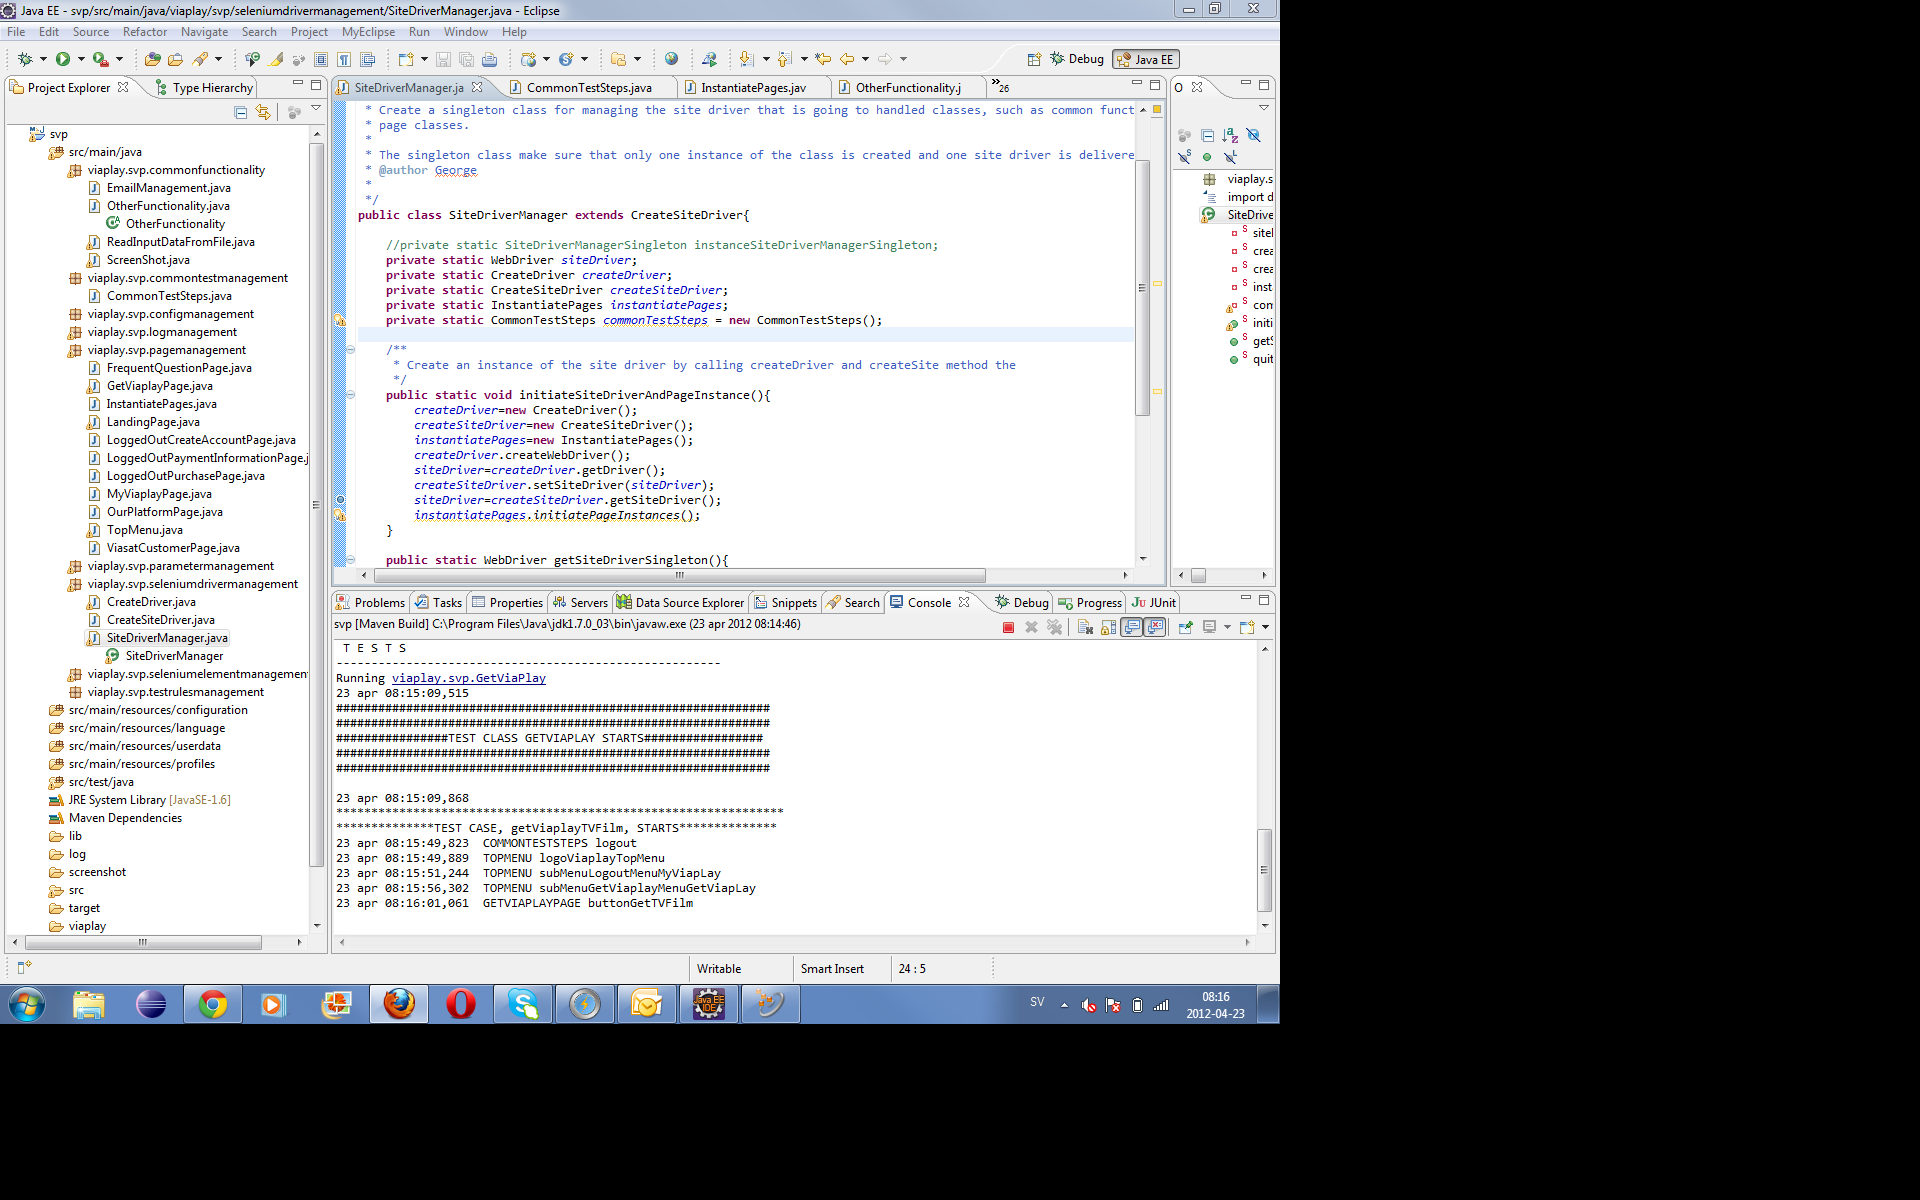 Java EE - svp/src/main/java/viaplay/svp/seleniumdrivermanagement/SiteDriverManager.java - Eclipse
File Edit Source Refactor Navigate Search Project MyEclipse Run Window Help
Debug Java EE
Project Explorer Type Hierarchy
svp
src/main/java
viaplay.svp.commonfunctionality
EmailManagement.java
OtherFunctionality.java
OtherFunctionality
ReadInputDataFromFile.java
ScreenShot.java
viaplay.svp.commontestmanagement
CommonTestSteps.java
viaplay.svp.configmanagement
viaplay.svp.logmanagement
viaplay.svp.pagemanagement
FrequentQuestionPage.java
GetViaplayPage.java
InstantiatePages.java
LandingPage.java
LoggedOutCreateAccountPage.java
LoggedOutPaymentInformationPage.j
LoggedOutPurchasePage.java
MyViaplayPage.java
OurPlatformPage.java
TopMenu.java
ViasatCustomerPage.java
viaplay.svp.parametermanagement
viaplay.svp.seleniumdrivermanagement
CreateDriver.java
CreateSiteDriver.java
SiteDriverManager.java
SiteDriverManager
viaplay.svp.seleniumelementmanagemen
viaplay.svp.testrulesmanagement
src/main/resources/configuration
src/main/resources/language
src/main/resources/userdata
src/main/resources/profiles
src/test/java
JRE System Library [JavaSE-1.6]
Maven Dependencies
lib
log
screenshot
src
target
viaplay
SiteDriverManager.ja CommonTestSteps.java InstantiatePages.jav OtherFunctionality.j »26
* Create a singleton class for managing the site driver that is going to handled classes, such as common funct
* page classes.
*
* The singleton class make sure that only one instance of the class is created and one site driver is delivere
* @author George
*
*/
public class SiteDriverManager extends CreateSiteDriver{
//private static SiteDriverManagerSingleton instanceSiteDriverManagerSingleton;
private static WebDriver siteDriver;
private static CreateDriver createDriver;
private static CreateSiteDriver createSiteDriver;
private static InstantiatePages instantiatePages;
private static CommonTestSteps commonTestSteps = new CommonTestSteps();
/**
* Create an instance of the site driver by calling createDriver and createSite method the
*/
public static void initiateSiteDriverAndPageInstance(){
createDriver=new CreateDriver();
createSiteDriver=new CreateSiteDriver();
instantiatePages=new InstantiatePages();
createDriver.createWebDriver();
siteDriver=createDriver.getDriver();
createSiteDriver.setSiteDriver(siteDriver);
siteDriver=createSiteDriver.getSiteDriver();
instantiatePages.initiatePageInstances();
}
public static WebDriver getSiteDriverSingleton(){
O
viaplay.s
import d
SiteDrive
siteI
crea
crea
inst
com
initi
getS
quit
Problems Tasks Properties Servers Data Source Explorer Snippets Search Console Debug Progress JUnit
svp [Maven Build] C:\Program Files\Java\jdk1.7.0_03\bin\javaw.exe (23 apr 2012 08:14:46)
T E S T S
-------------------------------------------------------
Running viaplay.svp.GetViaPlay
23 apr 08:15:09,515
##############################################################
##############################################################
################TEST CLASS GETVIAPLAY STARTS#################
##############################################################
##############################################################
23 apr 08:15:09,868
****************************************************************
**************TEST CASE, getViaplayTVFilm, STARTS**************
23 apr 08:15:49,823  COMMONTESTSTEPS logout
23 apr 08:15:49,889  TOPMENU logoViaplayTopMenu
23 apr 08:15:51,244  TOPMENU subMenuLogoutMenuMyViapLay
23 apr 08:15:56,302  TOPMENU subMenuGetViaplayMenuGetViapLay
23 apr 08:16:01,061  GETVIAPLAYPAGE buttonGetTVFilm
Writable Smart Insert 24 : 5
Java EE
IDE
SV
08:16
2012-04-23